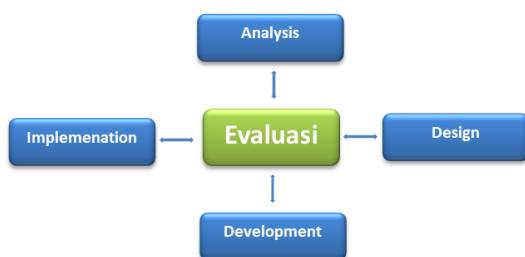 Analysis
Implemenation
Evaluasi
Design
Development